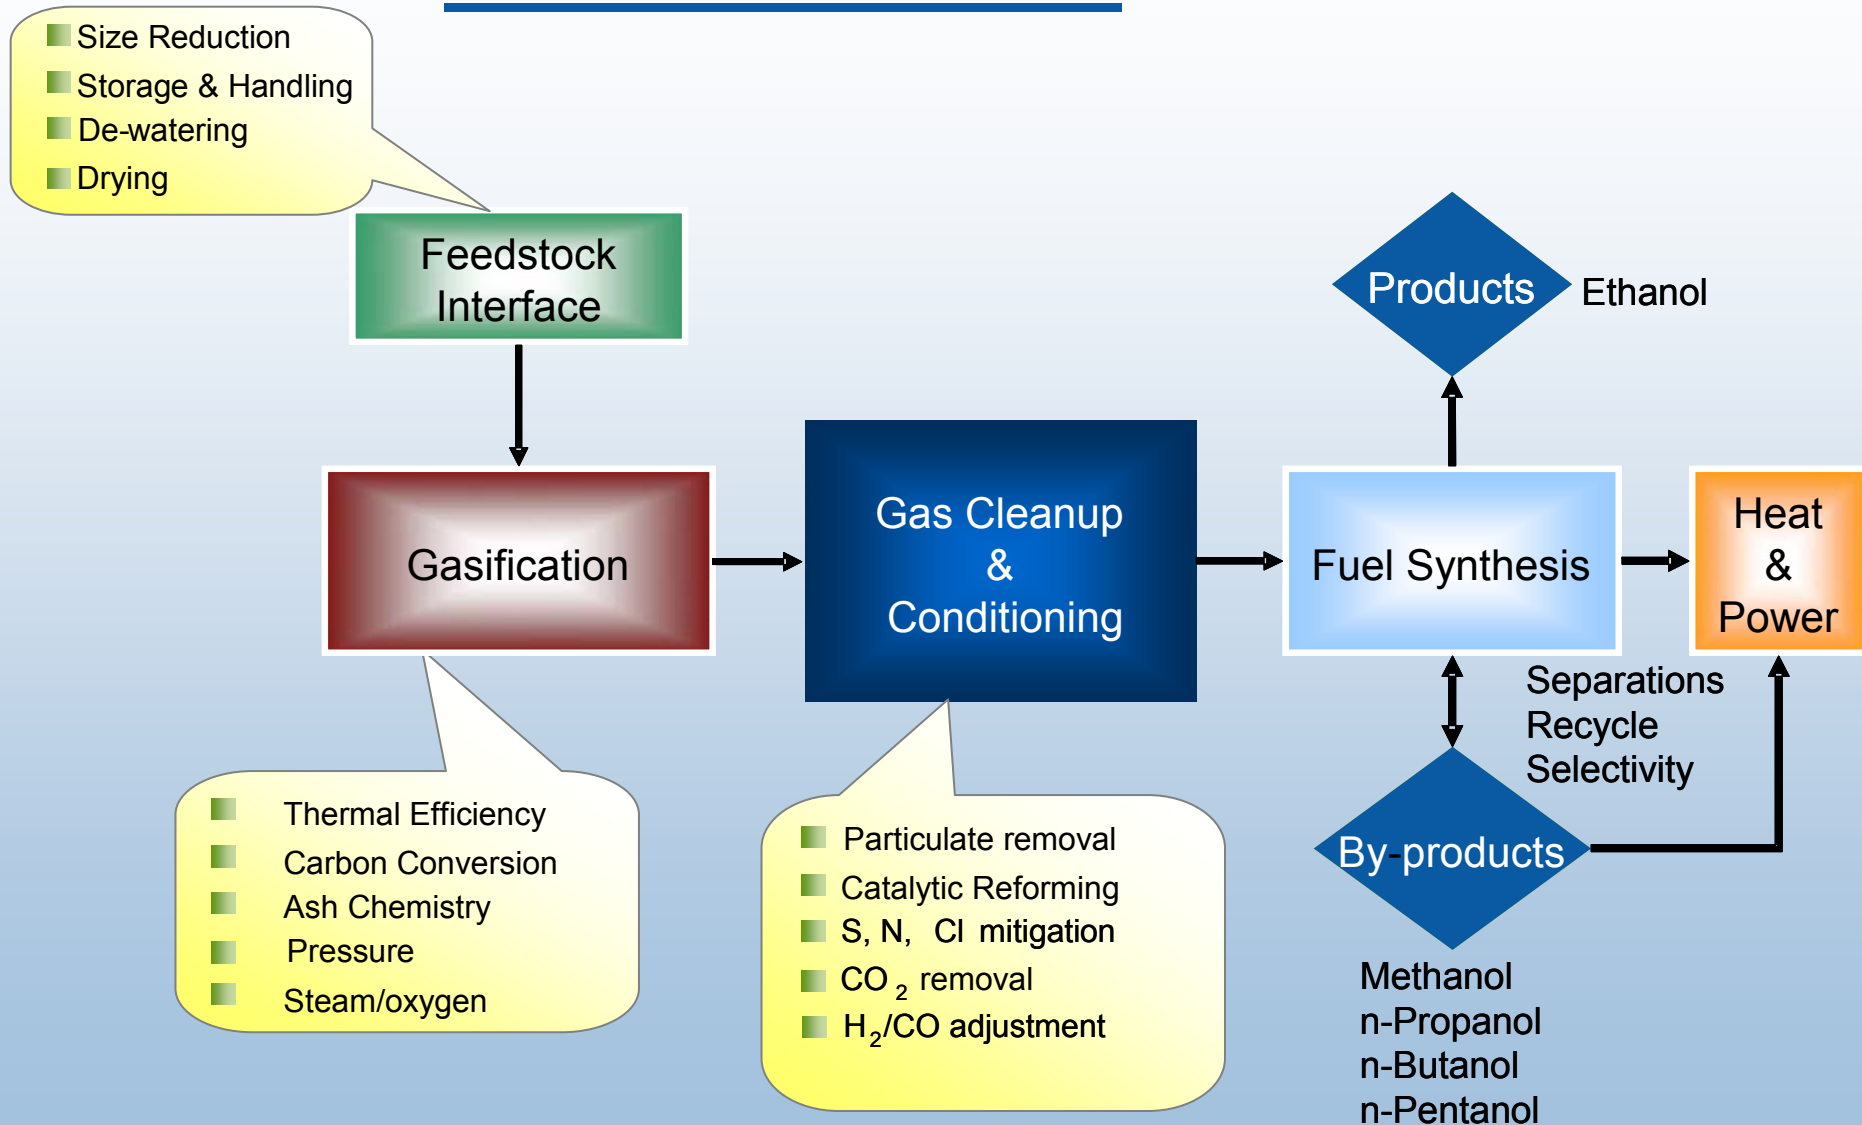 Size Reduction
Storage & Handling
De-watering
Drying
Feedstock
Interface
Products
Ethanol
Gasification
Gas Cleanup
&
Conditioning
Fuel Synthesis
Heat
&
Power
Separations
Recycle
Selectivity
By-products
Thermal Efficiency
Carbon Conversion
Ash Chemistry
Pressure
Steam/oxygen
Particulate removal
Catalytic Reforming
S, N, Cl mitigation
CO2 removal
H2/CO adjustment
Methanol
n-Propanol
n-Butanol
n-Pentanol